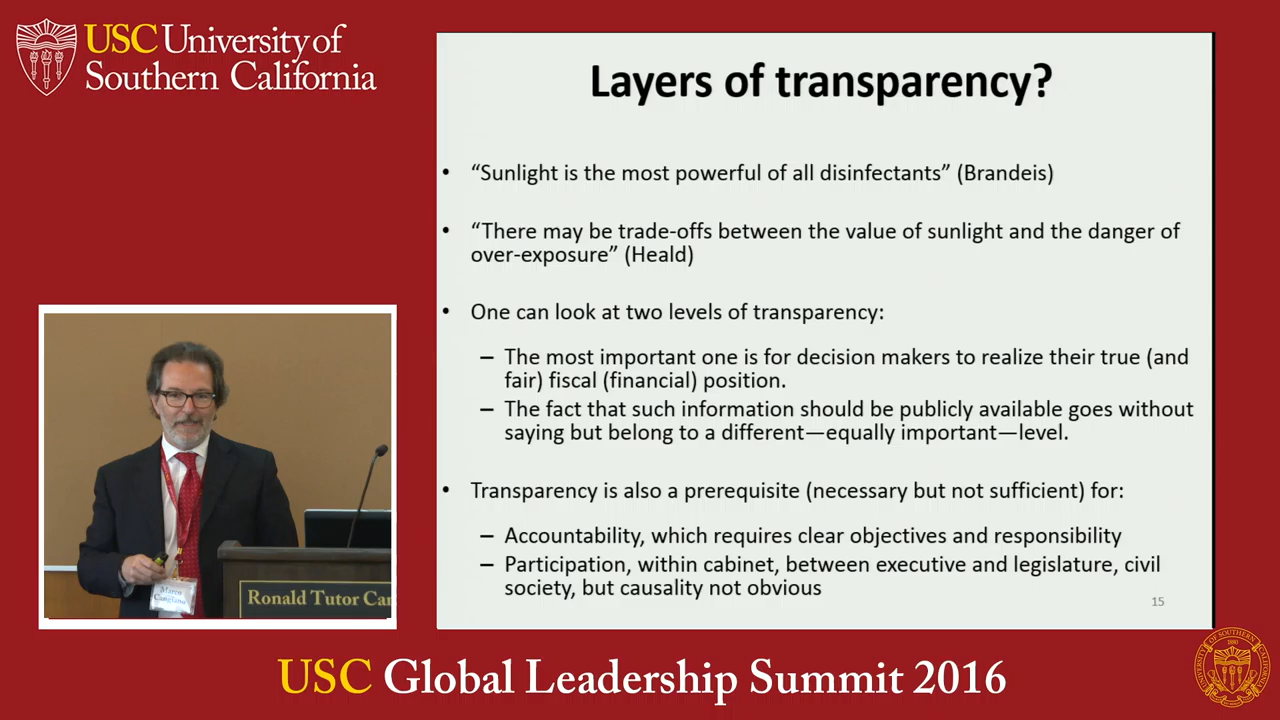 USC University of
Southern California
Layers of transparency?
• “Sunlight is the most powerful of all disinfectants” (Brandeis)
• “There may be trade-offs between the value of sunlight and the danger of
over-exposure” (Heald)
• One can look at two levels of transparency:
– The most important one is for decision makers to realize their true (and
fair) fiscal (financial) position.
– The fact that such information should be publicly available goes without
saying but belong to a different—equally important—level.
• Transparency is also a prerequisite (necessary but not sufficient) for:
– Accountability, which requires clear objectives and responsibility
– Participation, within cabinet, between executive and legislature, civil
society, but causality not obvious
15
Marco
Cangiano
Ronald Tutor Cam
USC Global Leadership Summit 2016